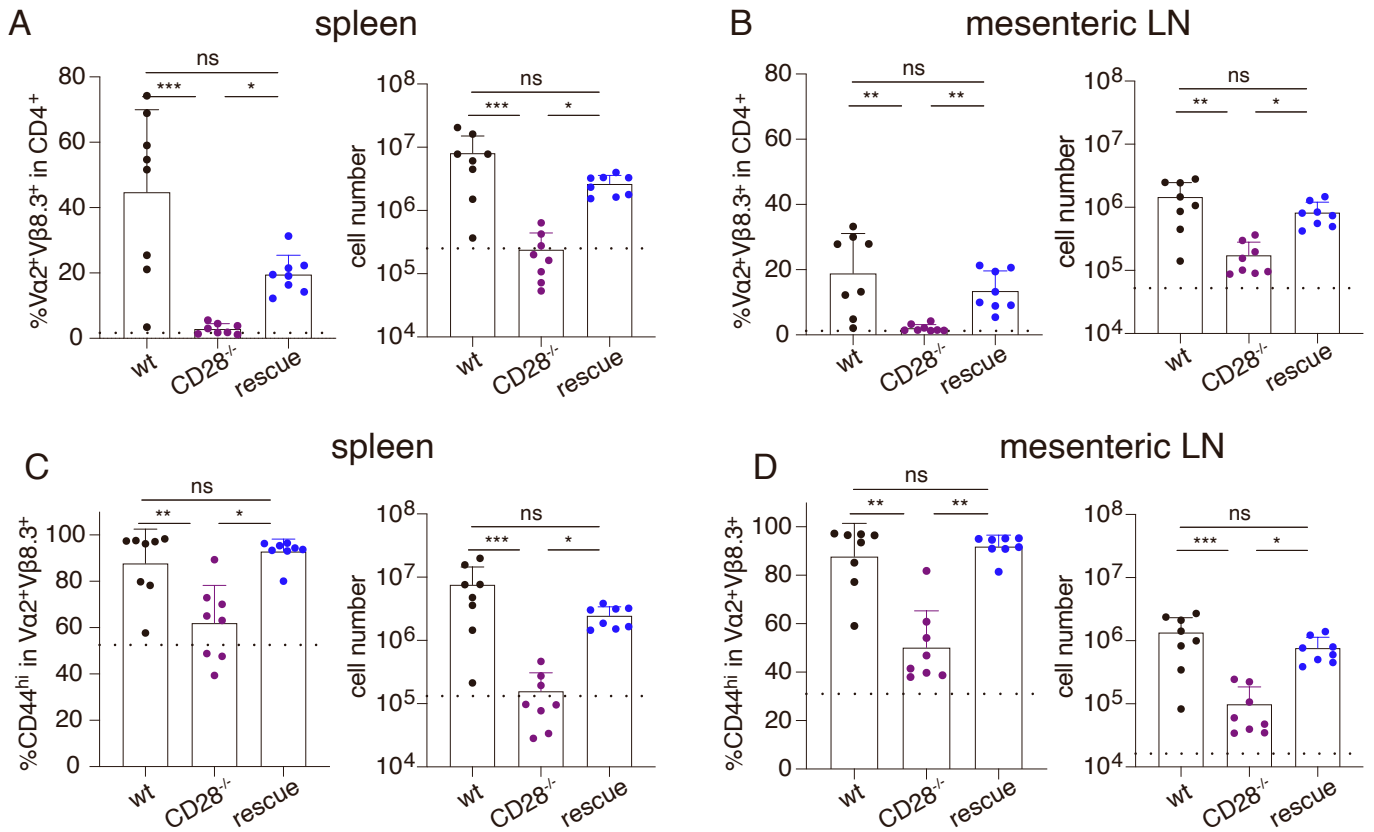 A
spleen
%Vα2⁺Vβ8.3⁺ in CD4⁺
80
60
40
20
0
ns
***
*
wt
CD28⁻/⁻
rescue
cell number
10⁸
10⁷
10⁶
10⁵
10⁴
ns
***
*
wt
CD28⁻/⁻
rescue
B
mesenteric LN
%Vα2⁺Vβ8.3⁺ in CD4⁺
80
60
40
20
0
ns
**
**
wt
CD28⁻/⁻
rescue
cell number
10⁸
10⁷
10⁶
10⁵
10⁴
ns
**
*
wt
CD28⁻/⁻
rescue
C
spleen
%CD44ʰⁱ in Vα2⁺Vβ8.3⁺
100
80
60
40
20
0
ns
**
*
wt
CD28⁻/⁻
rescue
cell number
10⁸
10⁷
10⁶
10⁵
10⁴
ns
***
*
wt
CD28⁻/⁻
rescue
D
mesenteric LN
%CD44ʰⁱ in Vα2⁺Vβ8.3⁺
100
80
60
40
20
0
ns
**
**
wt
CD28⁻/⁻
rescue
cell number
10⁸
10⁷
10⁶
10⁵
10⁴
ns
***
*
wt
CD28⁻/⁻
rescue